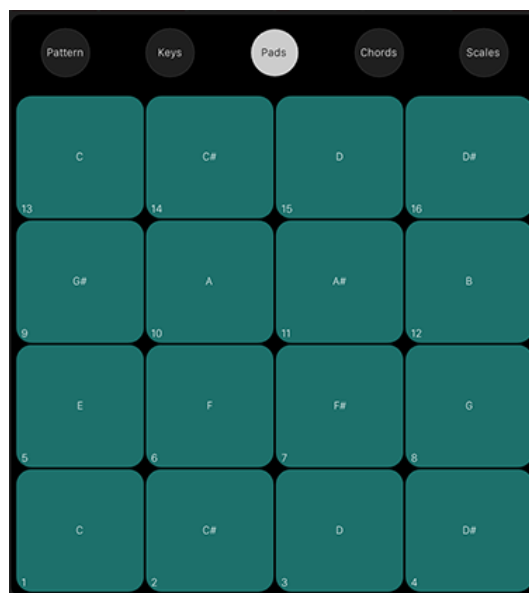 Pattern Keys Pads Chords Scales
C C# D D#
13 14 15 16
G# A A# B
9 10 11 12
E F F# G
5 6 7 8
C C# D D#
1 2 3 4